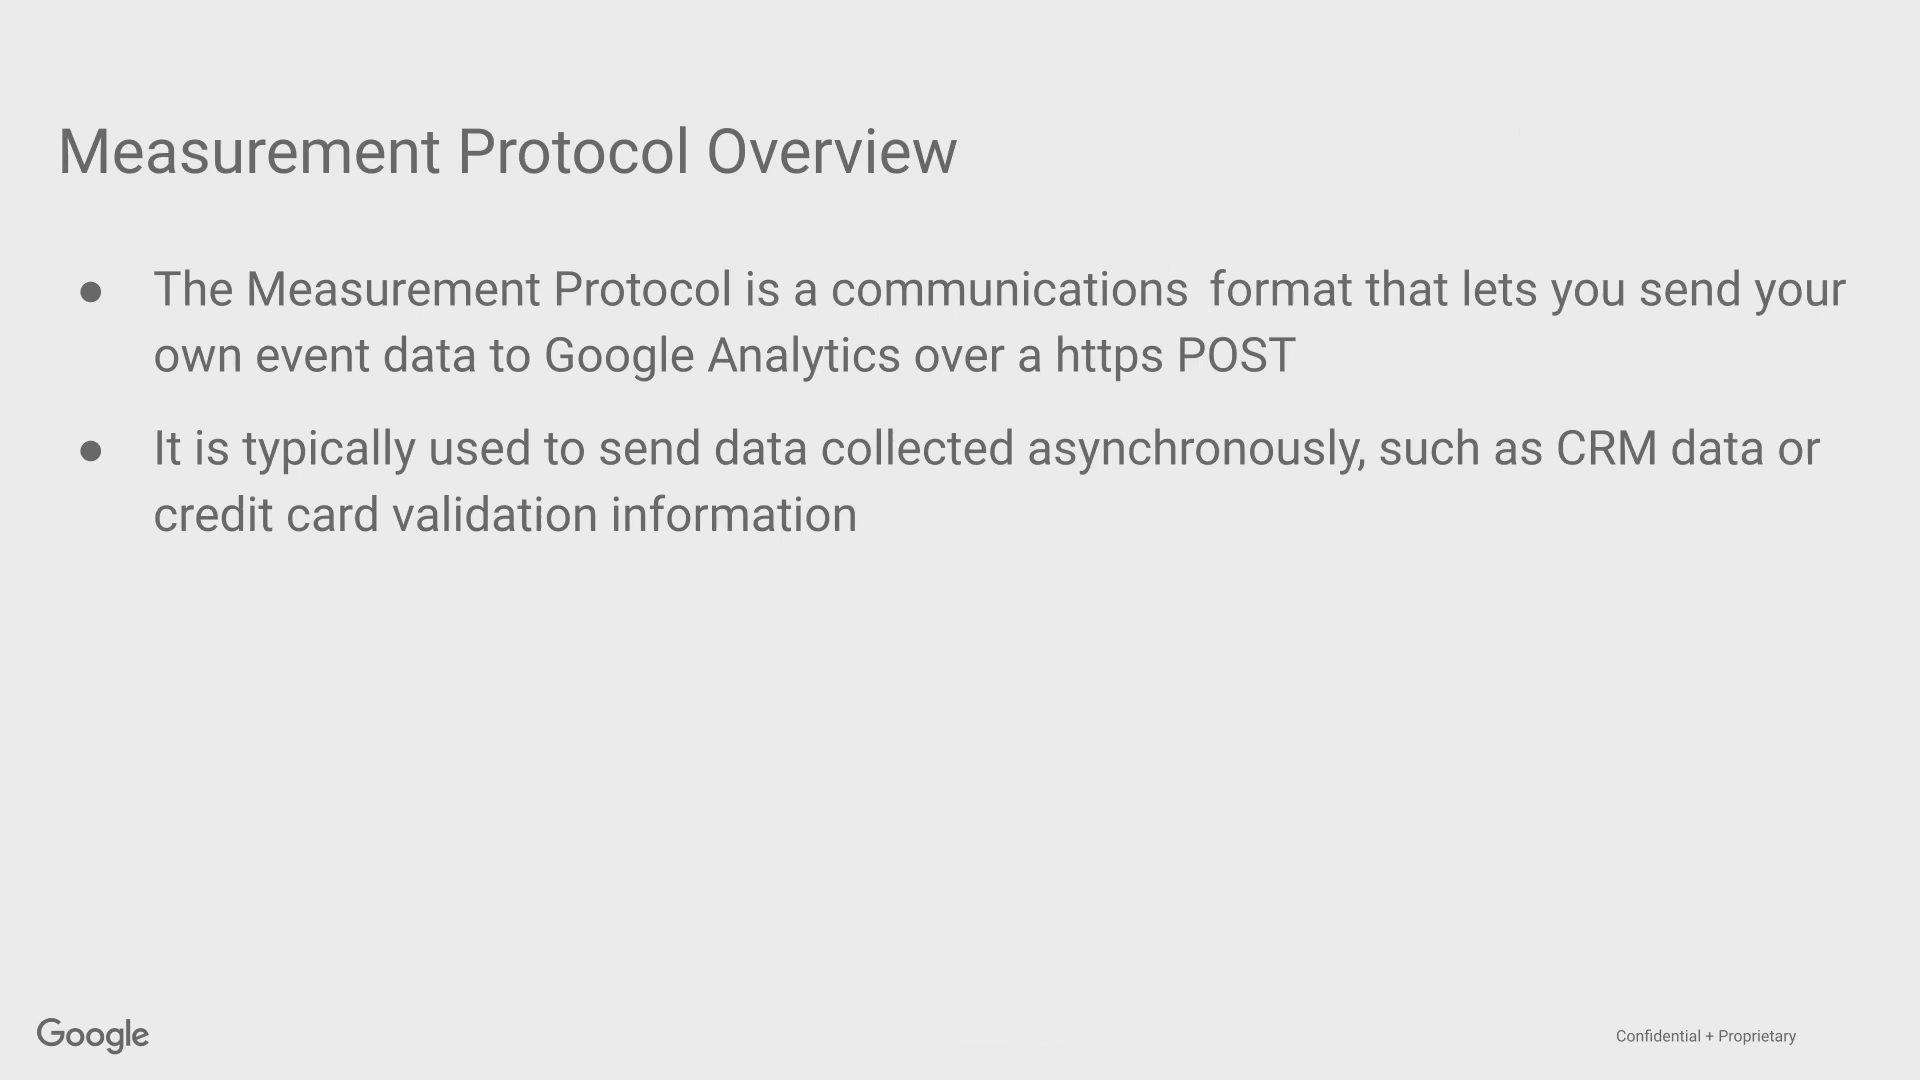 Measurement Protocol Overview
● The Measurement Protocol is a communications format that lets you send your
own event data to Google Analytics over a https POST
● It is typically used to send data collected asynchronously, such as CRM data or
credit card validation information
Google
Confidential + Proprietary